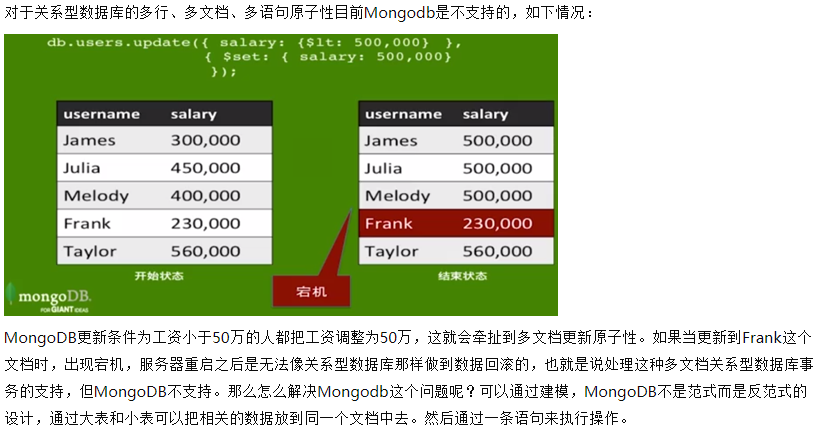 对于关系型数据库的多行、多文档、多语句原子性目前Mongodb是不支持的，如下情况：
db.users.update({ salary: {$lt: 500,000} },
{ $set: { salary: 500,000}
});
username salary
James 300,000
Julia 450,000
Melody 400,000
Frank 230,000
Taylor 560,000
开始状态
username salary
James 500,000
Julia 500,000
Melody 500,000
Frank 230,000
Taylor 560,000
结束状态
宕机
mongoDB.
FOR GIANT IDEAS
MongoDB更新条件为工资小于50万的人都把工资调整为50万，这就会牵扯到多文档更新原子性。如果当更新到Frank这个
文档时，出现宕机，服务器重启之后是无法像关系型数据库那样做到数据回滚的，也就是说处理这种多文档关系型数据库事
务的支持，但MongoDB不支持。那么怎么解决Mongodb这个问题呢？可以通过建模，MongoDB不是范式而是反范式的
设计，通过大表和小表可以把相关的数据放到同一个文档中去。然后通过一条语句来执行操作。